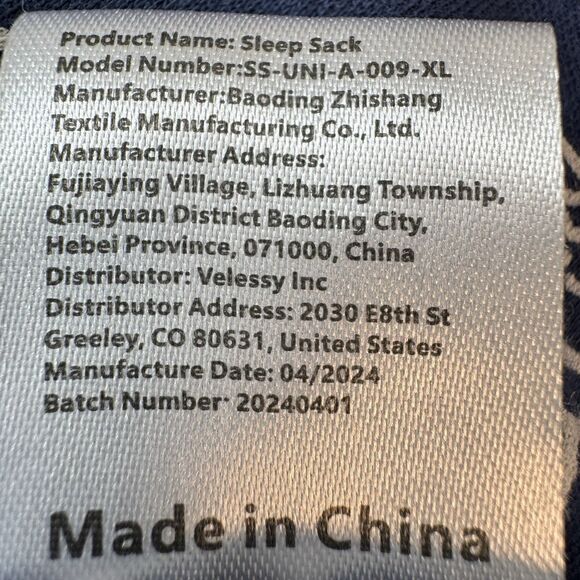 Product Name: Sleep Sack
Model Number:SS-UNI-A-009-XL
Manufacturer:Baoding Zhishang
Textile Manufacturing Co., Ltd.
Manufacturer Address:
Fujiaying Village, Lizhuang Township,
Qingyuan District Baoding City,
Hebei Province, 071000, China
Distributor: Velessy Inc
Distributor Address: 2030 E8th St
Greeley, CO 80631, United States
Manufacture Date: 04/2024
Batch Number: 20240401
Made in China